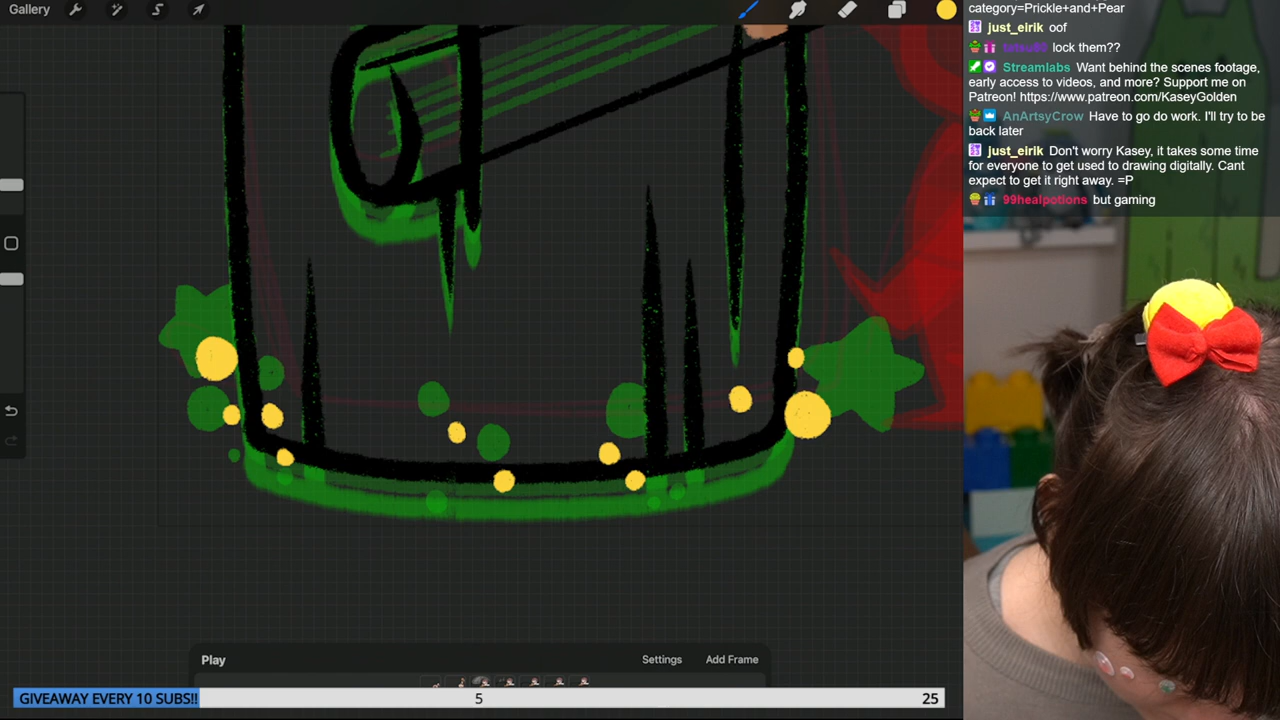 Gallery
category=Prickle+and+Pear
just_eirik oof
lock them??
Streamlabs Want behind the scenes footage,
early access to videos, and more? Support me on
Patreon! https://www.patreon.com/KaseyGolden
AnArtsyCrow Have to go do work. I'll try to be
back later
just_eirik Don't worry Kasey, it takes some time
for everyone to get used to drawing digitally. Cant
expect to get it right away. =P
99healpotions but gaming
Play
Settings
Add Frame
GIVEAWAY EVERY 10 SUBS!!
5
25